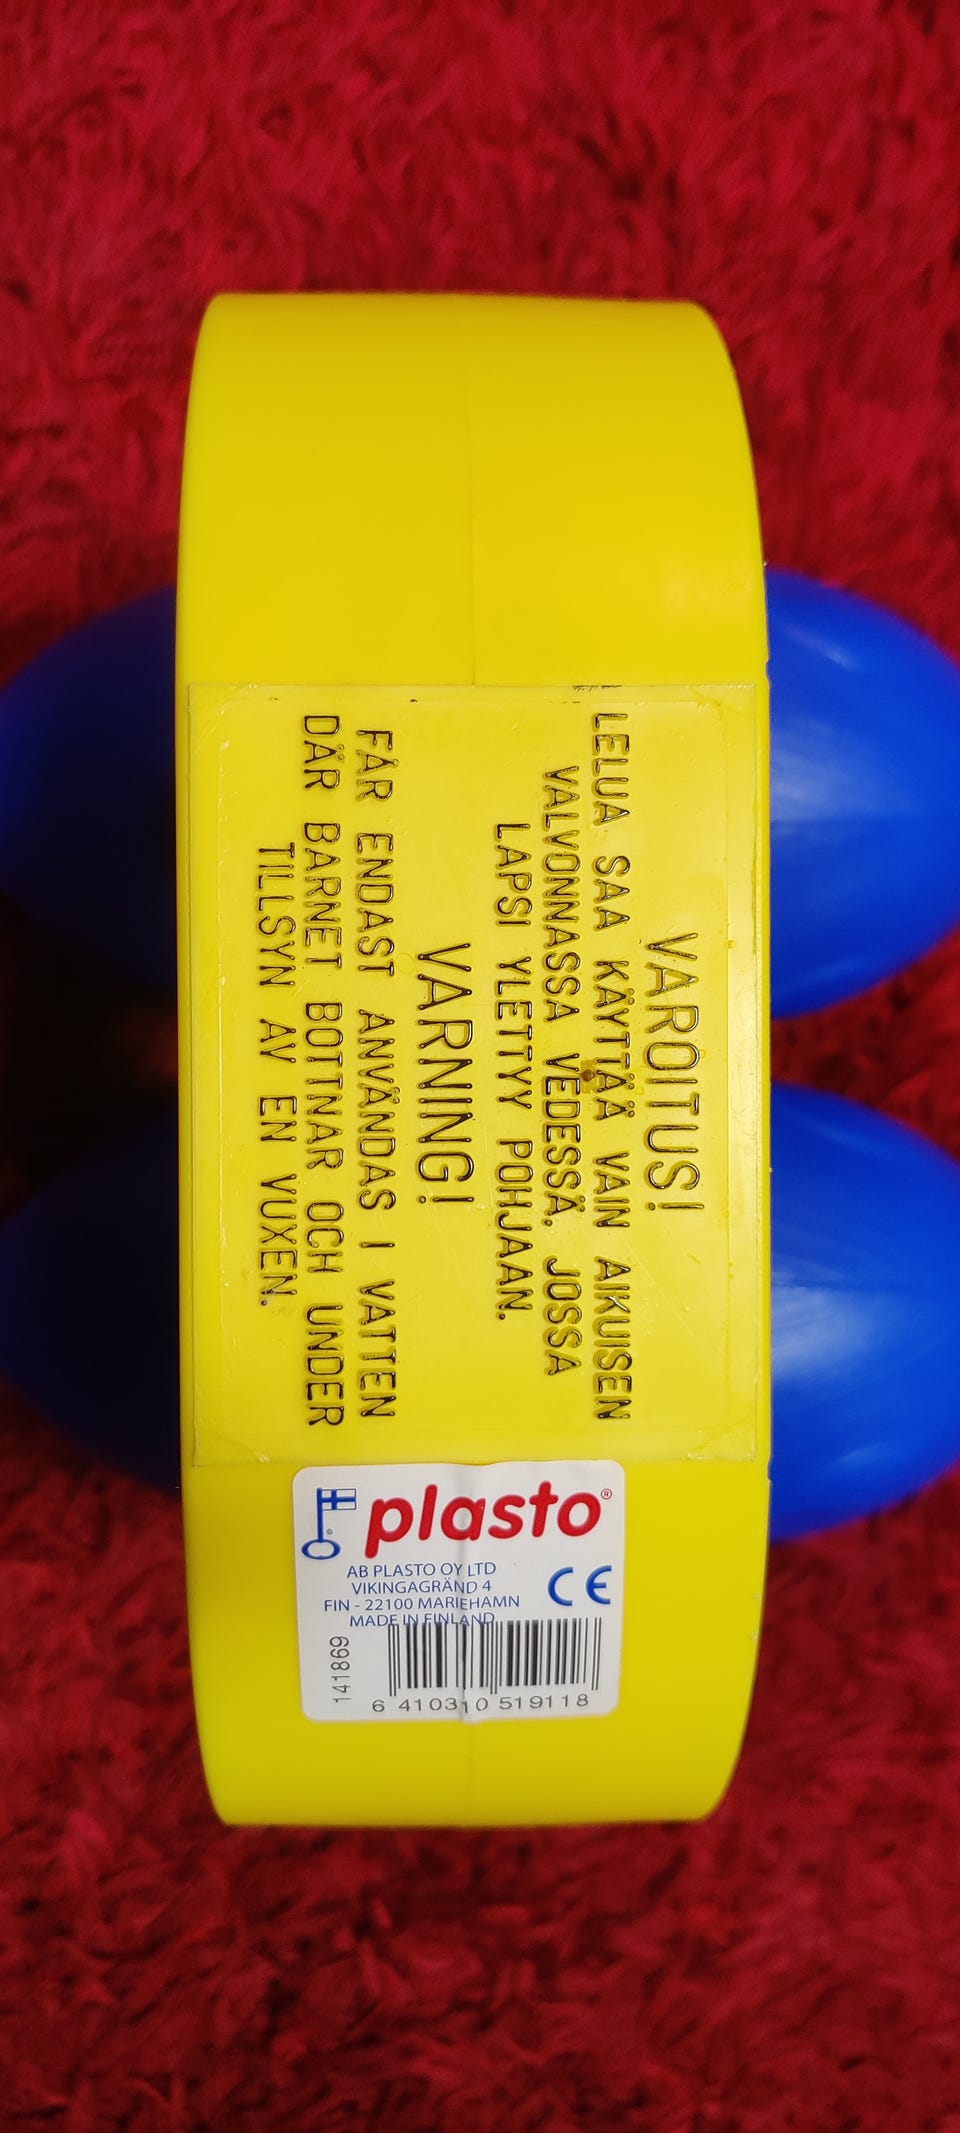 VAROITUS!
LELUA SAA KÄYTTÄÄ VAIN AIKUISEN
VALVONNASSA VEDESSÄ, JOSSA
LAPSI YLETTYY POHJAAN.
VARNING!
FÅR ENDAST ANVÄNDAS I VATTEN
DÄR BARNET BOTTNAR OCH UNDER
TILLSYN AV EN VUXEN.
plasto®
®
AB PLASTO OY LTD
VIKINGAGRÄND 4
FIN - 22100 MARIEHAMN
MADE IN FINLAND
CE
141869
6 410310 519118